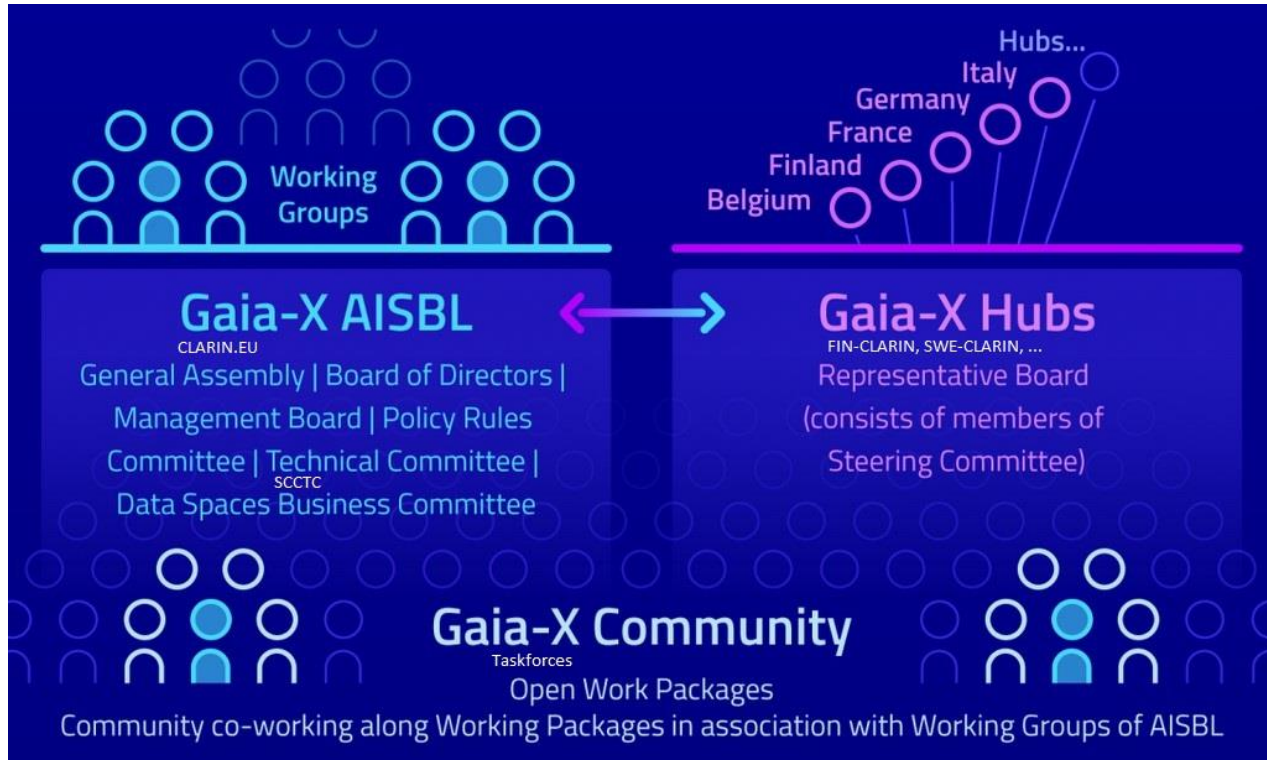 Working
Groups
Hubs...
Italy
Germany
France
Finland
Belgium
Gaia-X AISBL
CLARIN.EU
General Assembly | Board of Directors |
Management Board | Policy Rules
Committee | Technical Committee |
SCCTC
Data Spaces Business Committee
Gaia-X Hubs
FIN-CLARIN, SWE-CLARIN, ...
Representative Board
(consists of members of
Steering Committee)
Gaia-X Community
Taskforces
Open Work Packages
Community co-working along Working Packages in association with Working Groups of AISBL